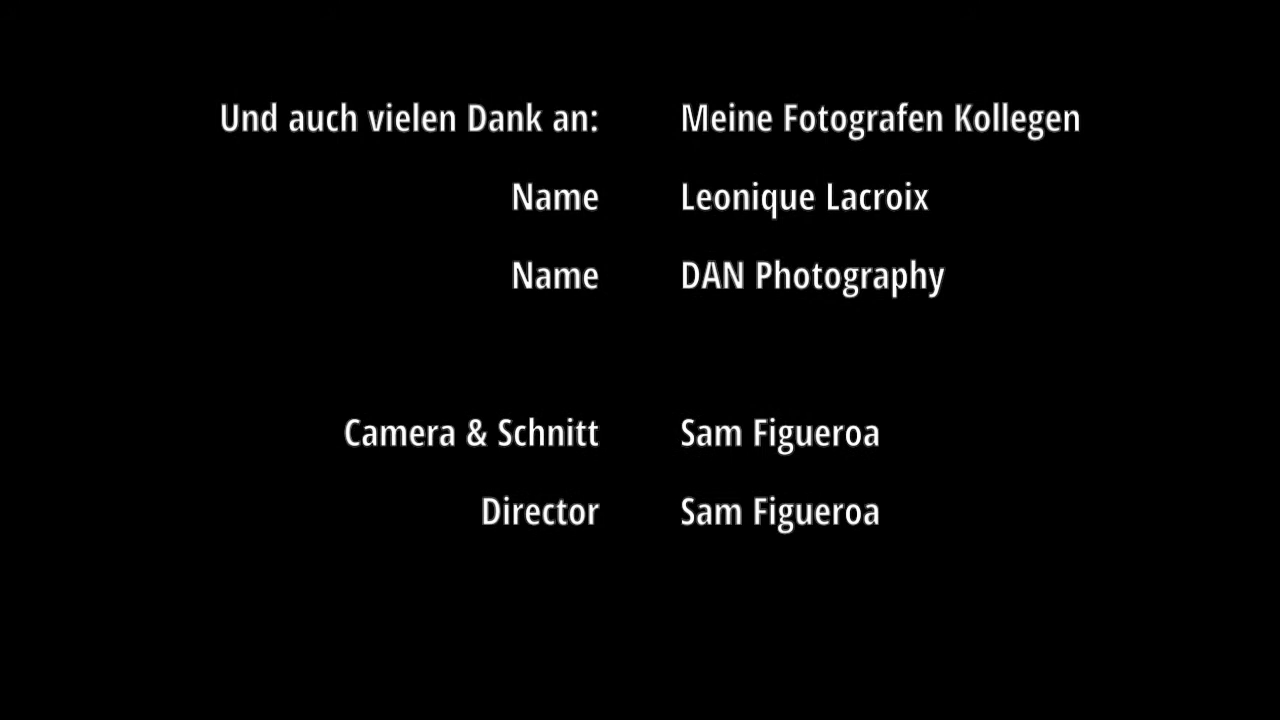 Und auch vielen Dank an: Meine Fotografen Kollegen
Name Leonique Lacroix
Name DAN Photography
Camera & Schnitt Sam Figueroa
Director Sam Figueroa